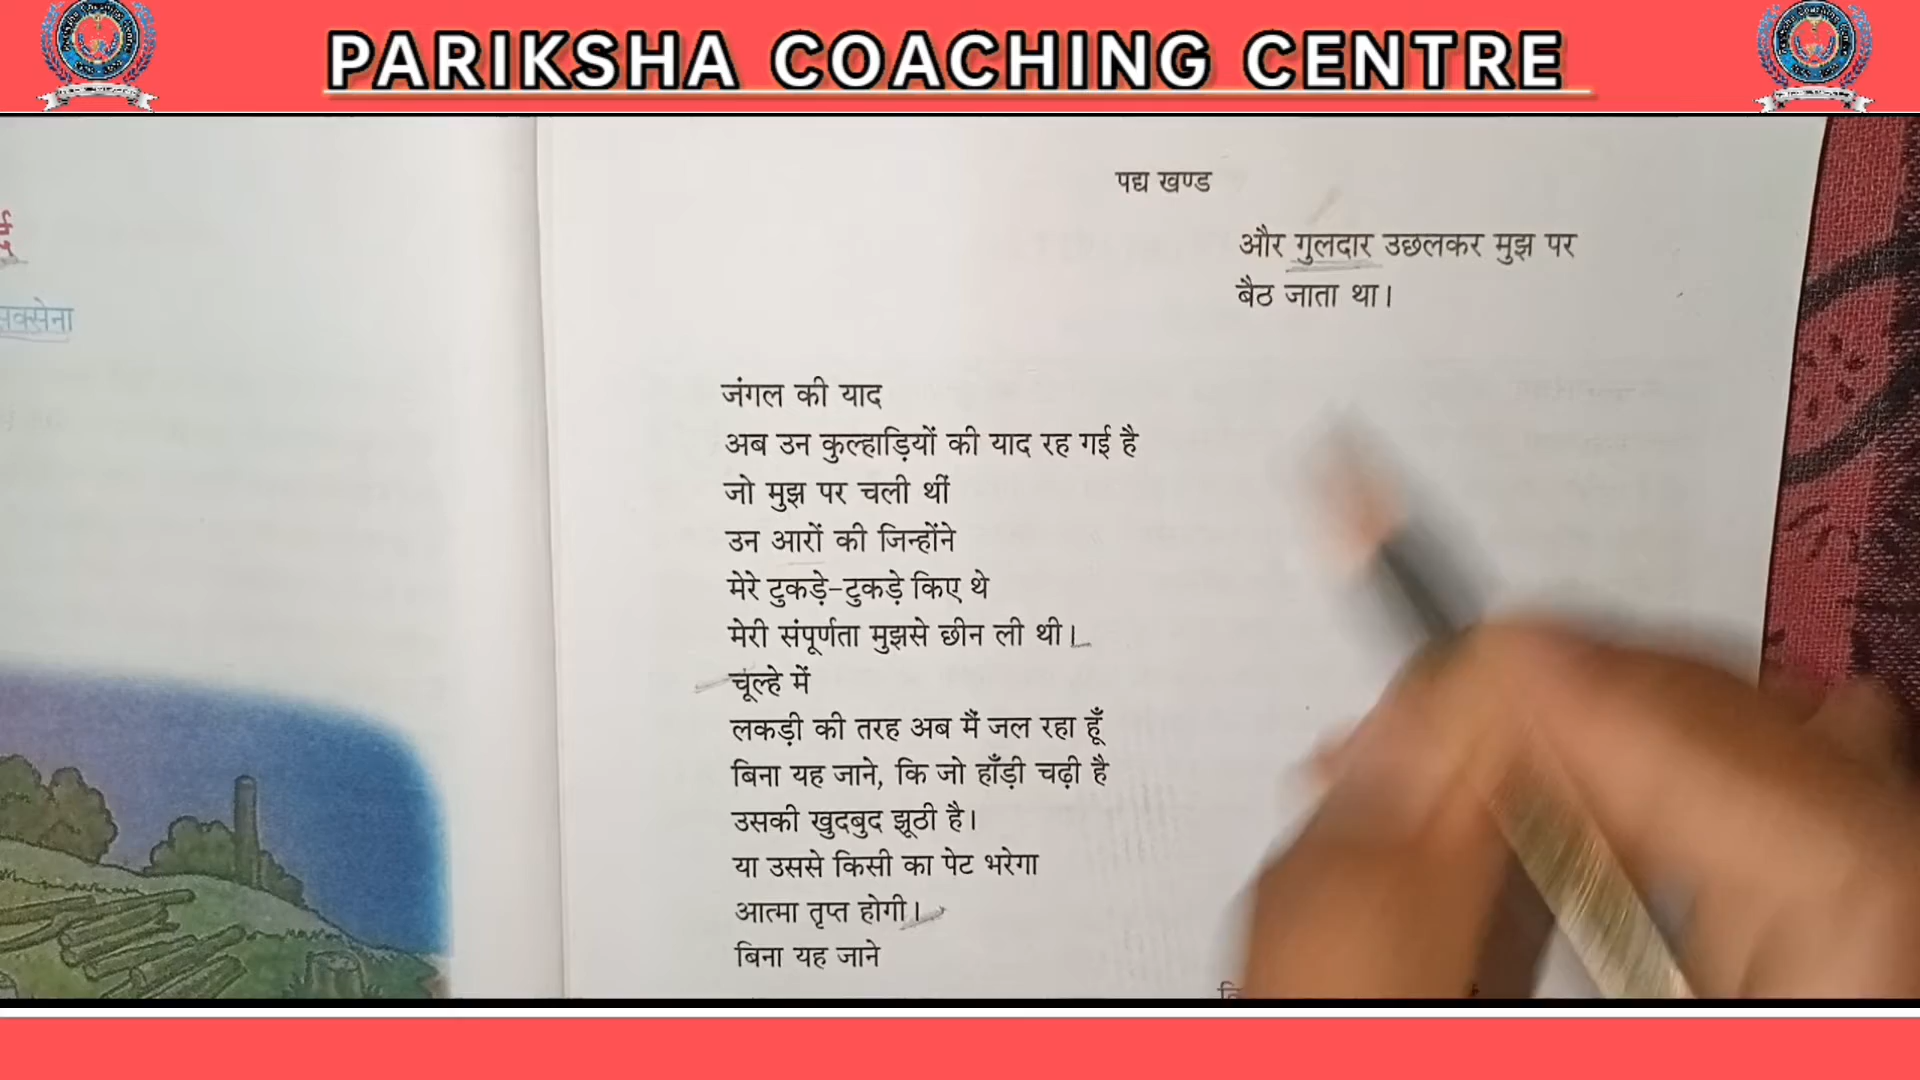 PARIKSHA COACHING CENTRE
पद्य खण्ड
और गुलदार उछलकर मुझ पर
बैठ जाता था।
सक्सेना
जंगल की याद
अब उन कुल्हाड़ियों की याद रह गई है
जो मुझ पर चली थीं
उन आरों की जिन्होंने
मेरे टुकड़े-टुकड़े किए थे
मेरी संपूर्णता मुझसे छीन ली थी।
चूल्हे में
लकड़ी की तरह अब मैं जल रहा हूँ
बिना यह जाने, कि जो हाँड़ी चढ़ी है
उसकी खुदबुद झूठी है।
या उससे किसी का पेट भरेगा
आत्मा तृप्त होगी।
बिना यह जाने